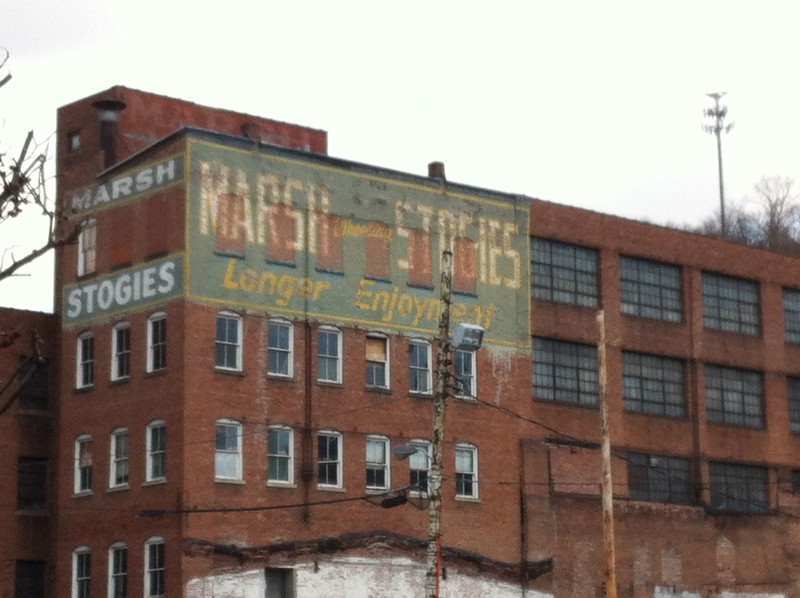 MARSH
STOGIES
MARSH Wheeling STOGIES
Longer Enjoyment